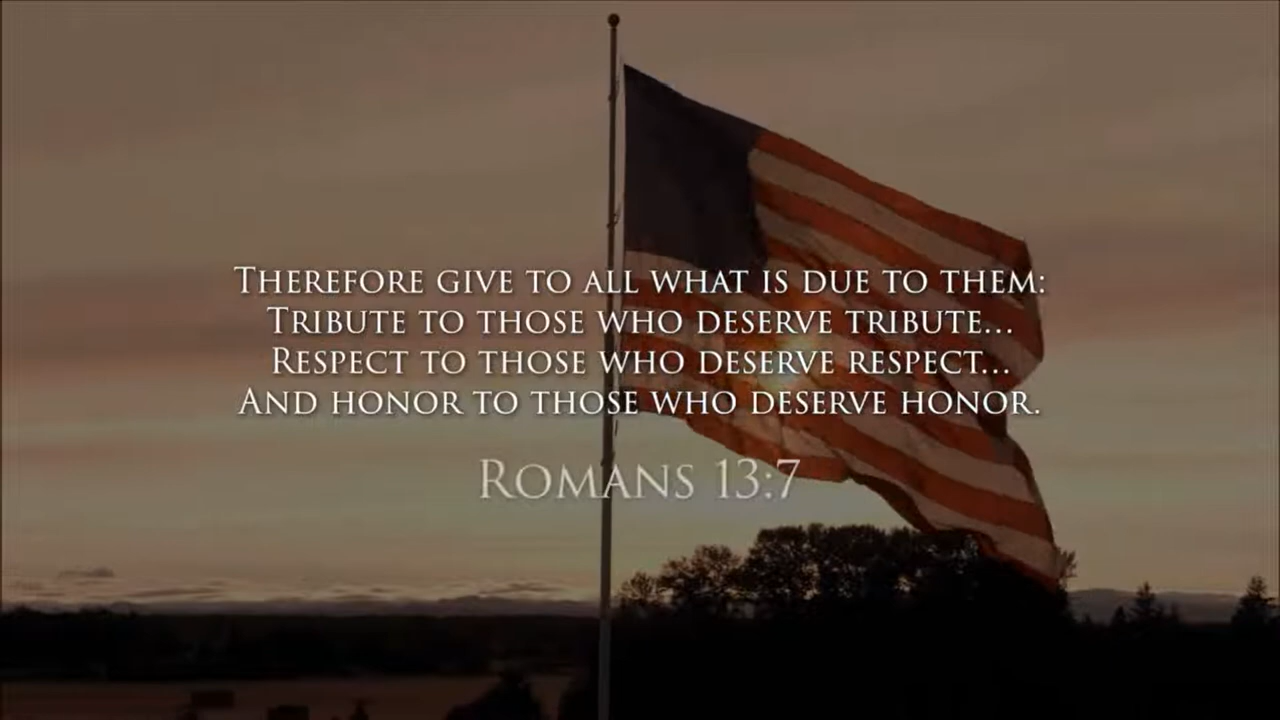 Therefore give to all what is due to them:
Tribute to those who deserve tribute...
Respect to those who deserve respect...
And honor to those who deserve honor.
Romans 13:7